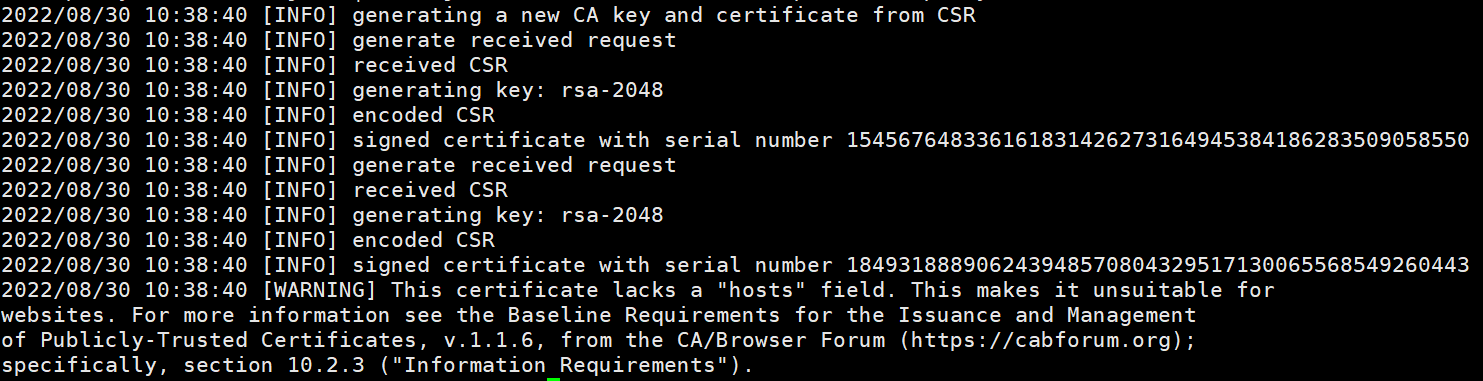 2022/08/30 10:38:40 [INFO] generating a new CA key and certificate from CSR
2022/08/30 10:38:40 [INFO] generate received request
2022/08/30 10:38:40 [INFO] received CSR
2022/08/30 10:38:40 [INFO] generating key: rsa-2048
2022/08/30 10:38:40 [INFO] encoded CSR
2022/08/30 10:38:40 [INFO] signed certificate with serial number 154567648336161831426273164945384186283509058550
2022/08/30 10:38:40 [INFO] generate received request
2022/08/30 10:38:40 [INFO] received CSR
2022/08/30 10:38:40 [INFO] generating key: rsa-2048
2022/08/30 10:38:40 [INFO] encoded CSR
2022/08/30 10:38:40 [INFO] signed certificate with serial number 184931888906243948570804329517130065568549260443
2022/08/30 10:38:40 [WARNING] This certificate lacks a "hosts" field. This makes it unsuitable for
websites. For more information see the Baseline Requirements for the Issuance and Management
of Publicly-Trusted Certificates, v.1.1.6, from the CA/Browser Forum (https://cabforum.org);
specifically, section 10.2.3 ("Information Requirements").